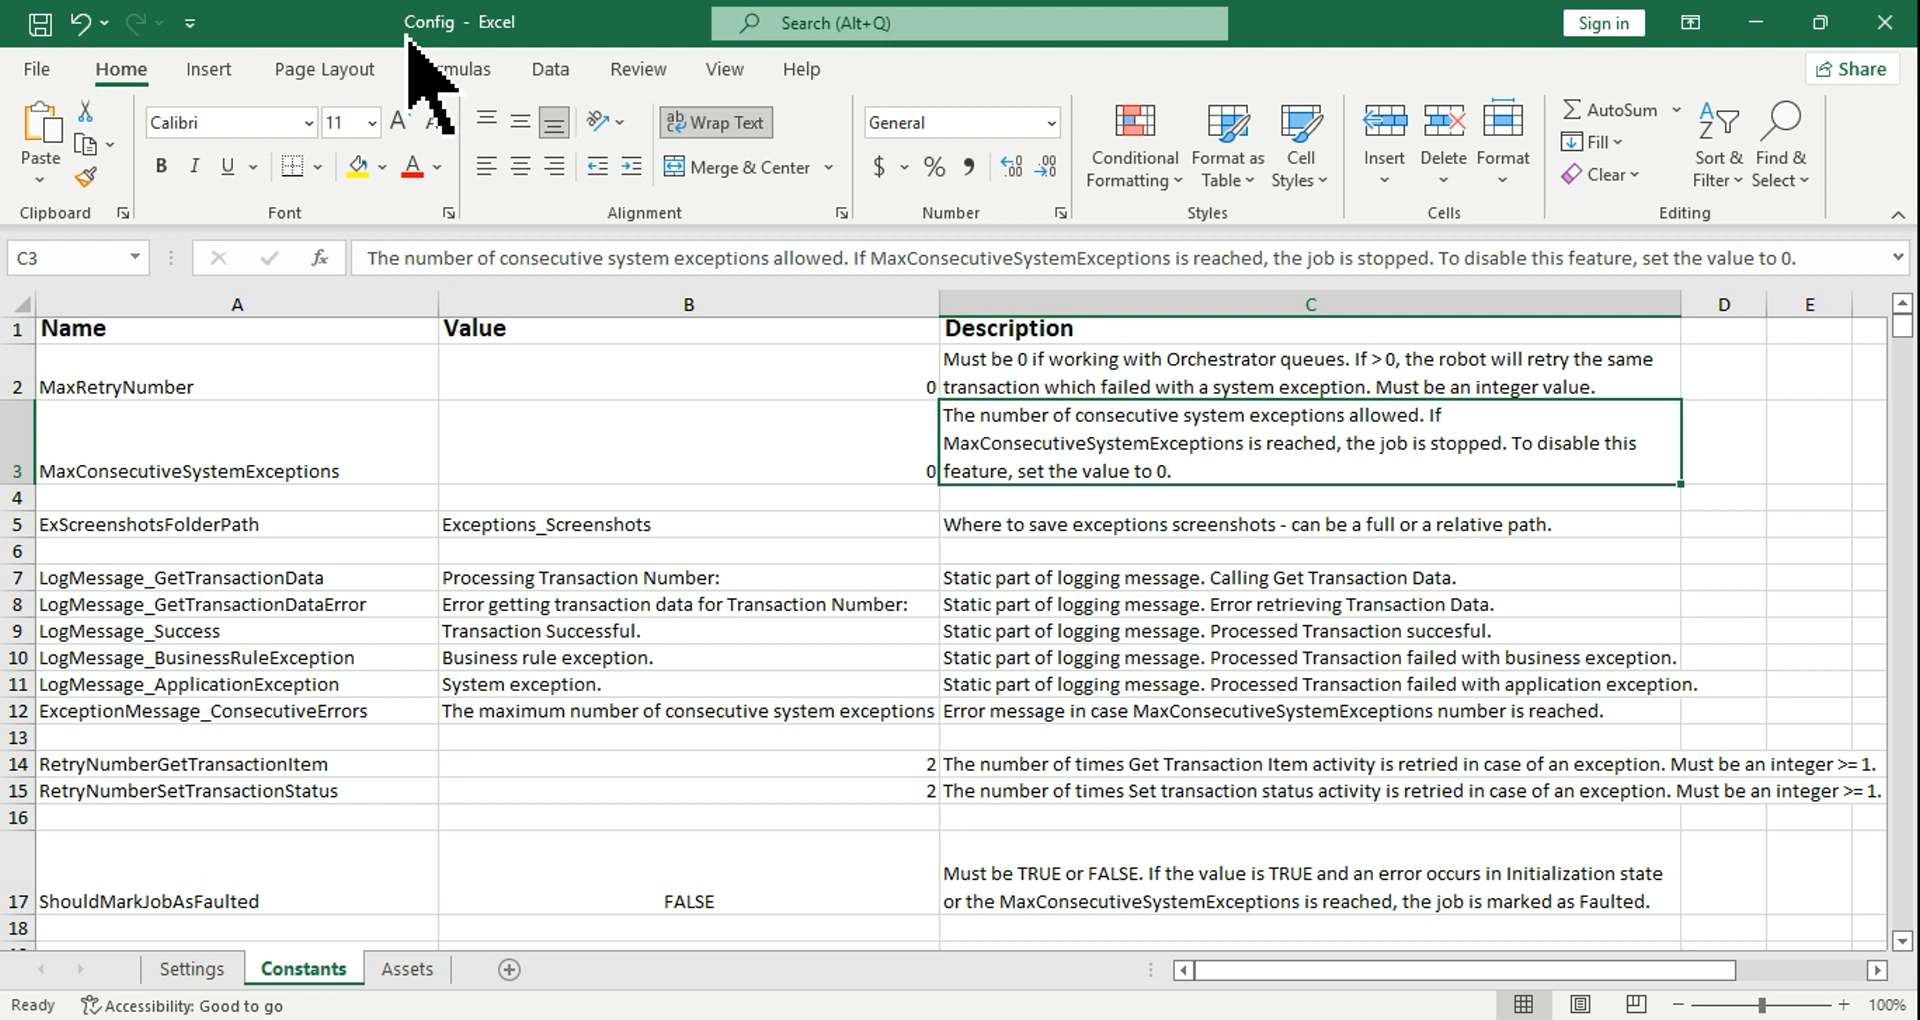 Config - Excel
Search (Alt+Q)
Sign in
File Home Insert Page Layout mulas Data Review View Help
Share
Paste
Calibri 11
Wrap Text
General
Conditional Formatting
Format as Table
Cell Styles
Insert
Delete
Format
AutoSum
Fill
Clear
Sort & Filter
Find & Select
B I U A
Merge & Center
$ % ,
Clipboard Font Alignment Number Styles Cells Editing
C3
fx
The number of consecutive system exceptions allowed. If MaxConsecutiveSystemExceptions is reached, the job is stopped. To disable this feature, set the value to 0.
A B C D E
1 Name Value Description
Must be 0 if working with Orchestrator queues. If > 0, the robot will retry the same
2 MaxRetryNumber 0 transaction which failed with a system exception. Must be an integer value.
The number of consecutive system exceptions allowed. If
MaxConsecutiveSystemExceptions is reached, the job is stopped. To disable this
3 MaxConsecutiveSystemExceptions 0 feature, set the value to 0.
4
5 ExScreenshotsFolderPath Exceptions_Screenshots Where to save exceptions screenshots - can be a full or a relative path.
6
7 LogMessage_GetTransactionData Processing Transaction Number: Static part of logging message. Calling Get Transaction Data.
8 LogMessage_GetTransactionDataError Error getting transaction data for Transaction Number: Static part of logging message. Error retrieving Transaction Data.
9 LogMessage_Success Transaction Successful. Static part of logging message. Processed Transaction succesful.
10 LogMessage_BusinessRuleException Business rule exception. Static part of logging message. Processed Transaction failed with business exception.
11 LogMessage_ApplicationException System exception. Static part of logging message. Processed Transaction failed with application exception.
12 ExceptionMessage_ConsecutiveErrors The maximum number of consecutive system exceptions Error message in case MaxConsecutiveSystemExceptions number is reached.
13
14 RetryNumberGetTransactionItem 2 The number of times Get Transaction Item activity is retried in case of an exception. Must be an integer >= 1.
15 RetryNumberSetTransactionStatus 2 The number of times Set transaction status activity is retried in case of an exception. Must be an integer >= 1.
16
Must be TRUE or FALSE. If the value is TRUE and an error occurs in Initialization state
17 ShouldMarkJobAsFaulted FALSE or the MaxConsecutiveSystemExceptions is reached, the job is marked as Faulted.
18
Settings Constants Assets
Ready Accessibility: Good to go 100%